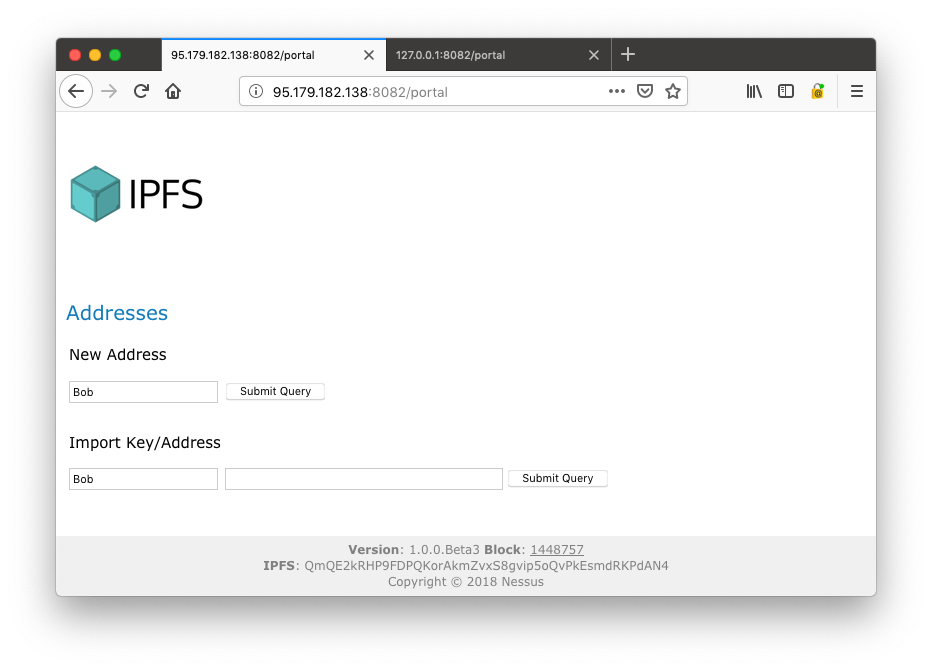 95.179.182.138:8082/portal
127.0.0.1:8082/portal
95.179.182.138:8082/portal
IPFS
Addresses
New Address
Bob Submit Query
Import Key/Address
Bob Submit Query
Version: 1.0.0.Beta3 Block: 1448757
IPFS: QmQE2kRHP9FDPQKorAkmZvxS8gvip5oQvPkEsmdRKPdAN4
Copyright © 2018 Nessus